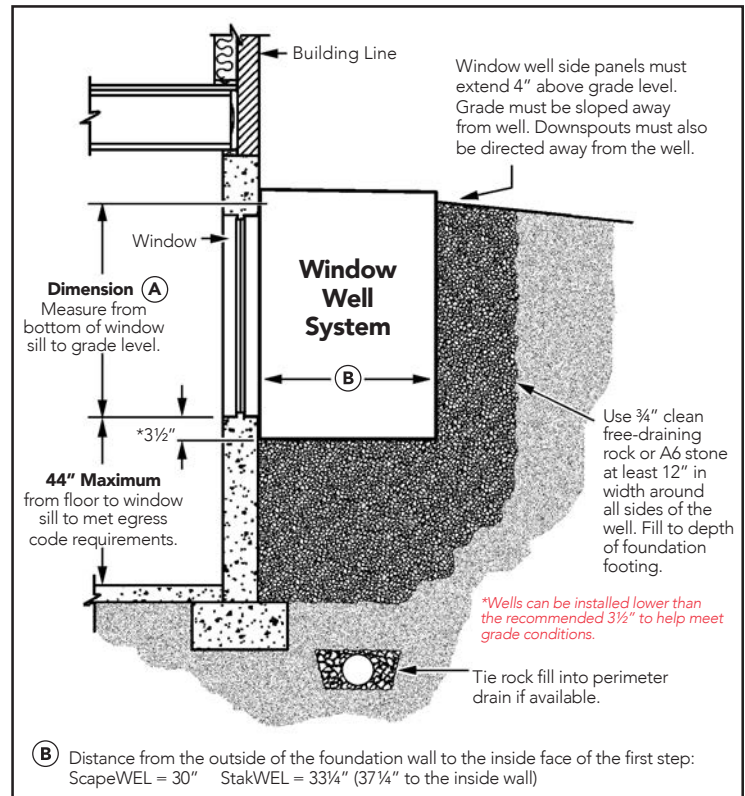 Building Line
Window well side panels must
extend 4” above grade level.
Grade must be sloped away
from well. Downspouts must also
be directed away from the well.
Window
Dimension A
Measure from
bottom of window
sill to grade level.
Window
Well
System
B
*3½”
44” Maximum
from floor to window
sill to met egress
code requirements.
Use ¾” clean
free-draining
rock or A6 stone
at least 12” in
width around
all sides of the
well. Fill to depth
of foundation
footing.
*Wells can be installed lower than
the recommended 3½” to help meet
grade conditions.
Tie rock fill into perimeter
drain if available.
B Distance from the outside of the foundation wall to the inside face of the first step:
ScapeWEL = 30” StakWEL = 33¼” (37¼” to the inside wall)